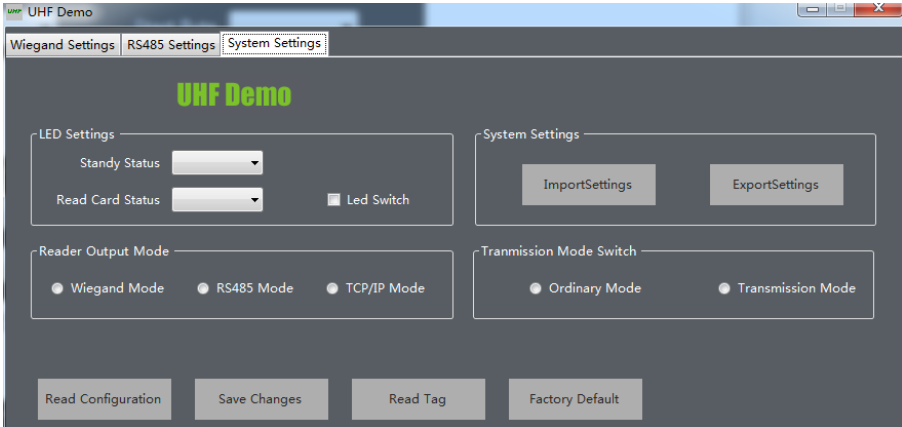 UHF UHF Demo
Wiegand Settings RS485 Settings System Settings
UHF Demo
LED Settings
Standy Status
Read Card Status
Led Switch
System Settings
ImportSettings ExportSettings
Reader Output Mode
Wiegand Mode RS485 Mode TCP/IP Mode
Tranmission Mode Switch
Ordinary Mode Transmission Mode
Read Configuration Save Changes Read Tag Factory Default